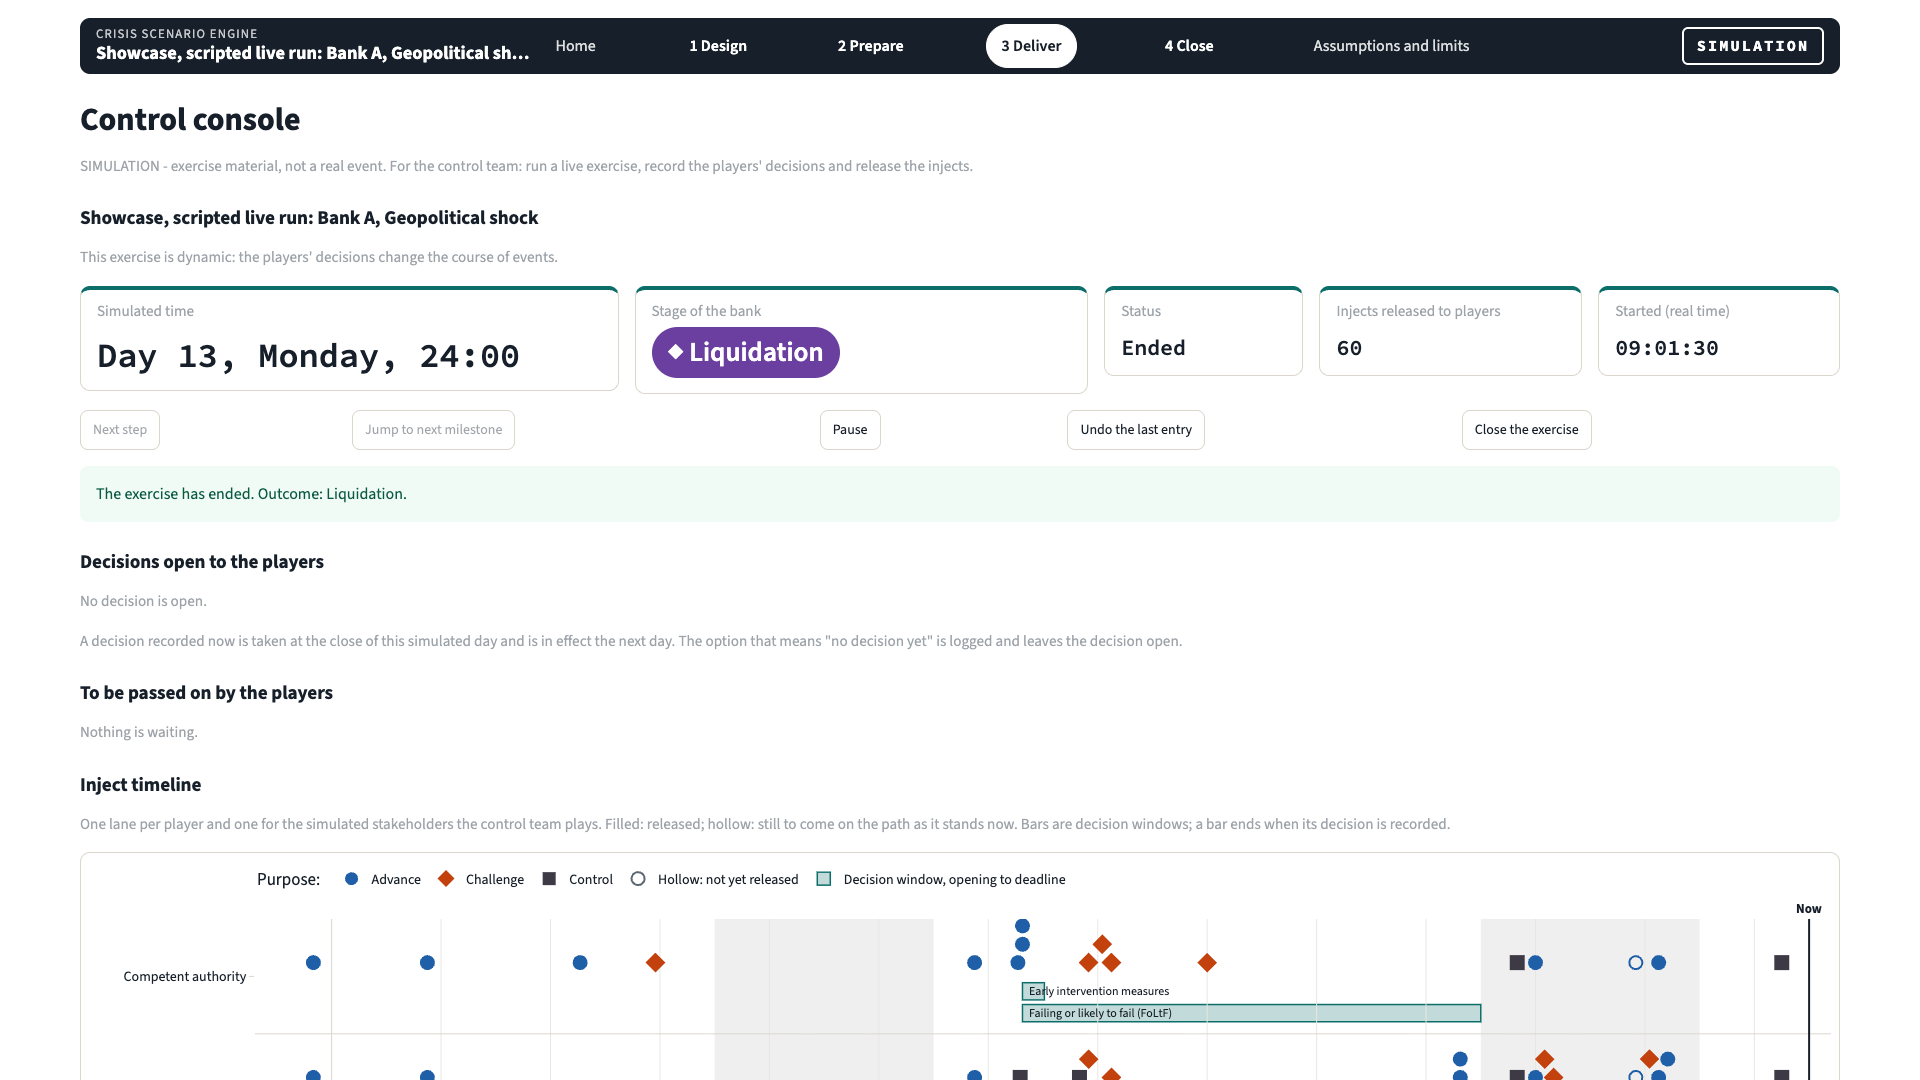 CRISIS SCENARIO ENGINE
Showcase, scripted live run: Bank A, Geopolitical sh...
Home
1 Design
2 Prepare
3 Deliver
4 Close
Assumptions and limits
SIMULATION
Control console
SIMULATION - exercise material, not a real event. For the control team: run a live exercise, record the players' decisions and release the injects.
Showcase, scripted live run: Bank A, Geopolitical shock
This exercise is dynamic: the players' decisions change the course of events.
Simulated time
Day 13, Monday, 24:00
Stage of the bank
Liquidation
Status
Ended
Injects released to players
60
Started (real time)
09:01:30
Next step
Jump to next milestone
Pause
Undo the last entry
Close the exercise
The exercise has ended. Outcome: Liquidation.
Decisions open to the players
No decision is open.
A decision recorded now is taken at the close of this simulated day and is in effect the next day. The option that means "no decision yet" is logged and leaves the decision open.
To be passed on by the players
Nothing is waiting.
Inject timeline
One lane per player and one for the simulated stakeholders the control team plays. Filled: released; hollow: still to come on the path as it stands now. Bars are decision windows; a bar ends when its decision is recorded.
Purpose:
Advance
Challenge
Control
Hollow: not yet released
Decision window, opening to deadline
Now
Competent authority
Early intervention measures
Failing or likely to fail (FoLtF)